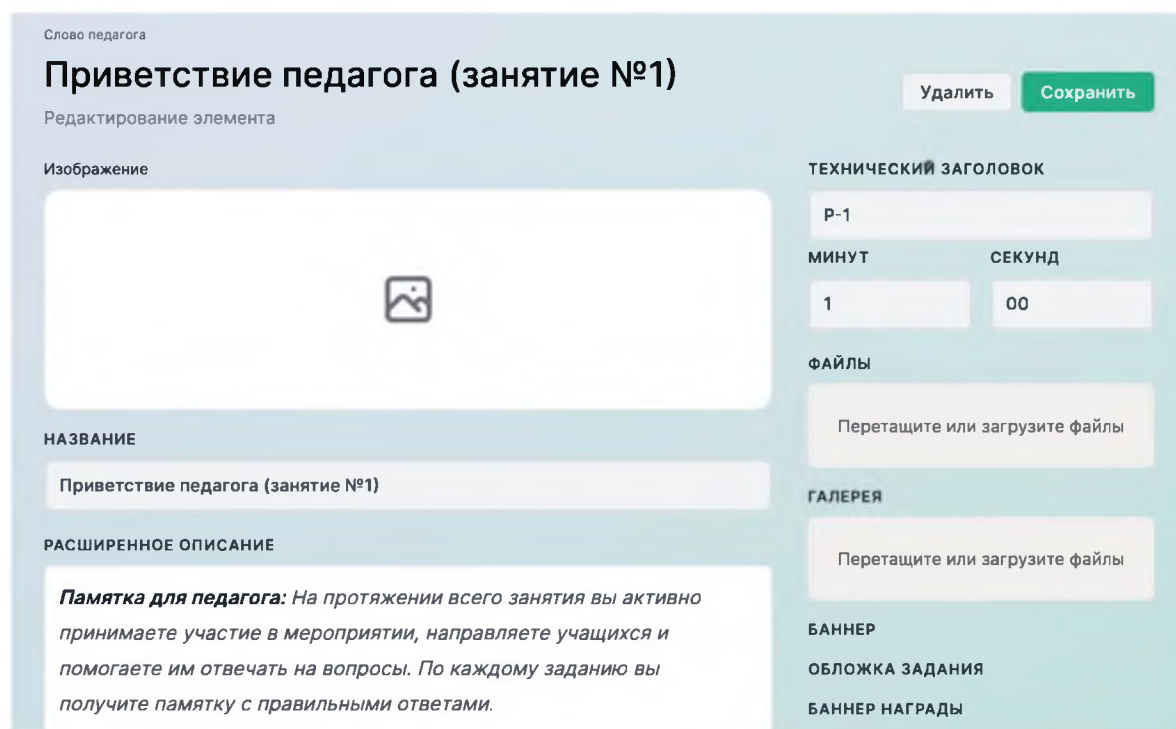 Слово педагога
Приветствие педагога (занятие №1)
Редактирование элемента
Удалить
Сохранить
Изображение
НАЗВАНИЕ
Приветствие педагога (занятие №1)
РАСШИРЕННОЕ ОПИСАНИЕ
Памятка для педагога: На протяжении всего занятия вы активно
принимаете участие в мероприятии, направляете учащихся и
помогаете им отвечать на вопросы. По каждому заданию вы
получите памятку с правильными ответами.
ТЕХНИЧЕСКИЙ ЗАГОЛОВОК
P-1
МИНУТ
СЕКУНД
1
00
ФАЙЛЫ
Перетащите или загрузите файлы
ГАЛЕРЕЯ
Перетащите или загрузите файлы
БАННЕР
ОБЛОЖКА ЗАДАНИЯ
БАННЕР НАГРАДЫ